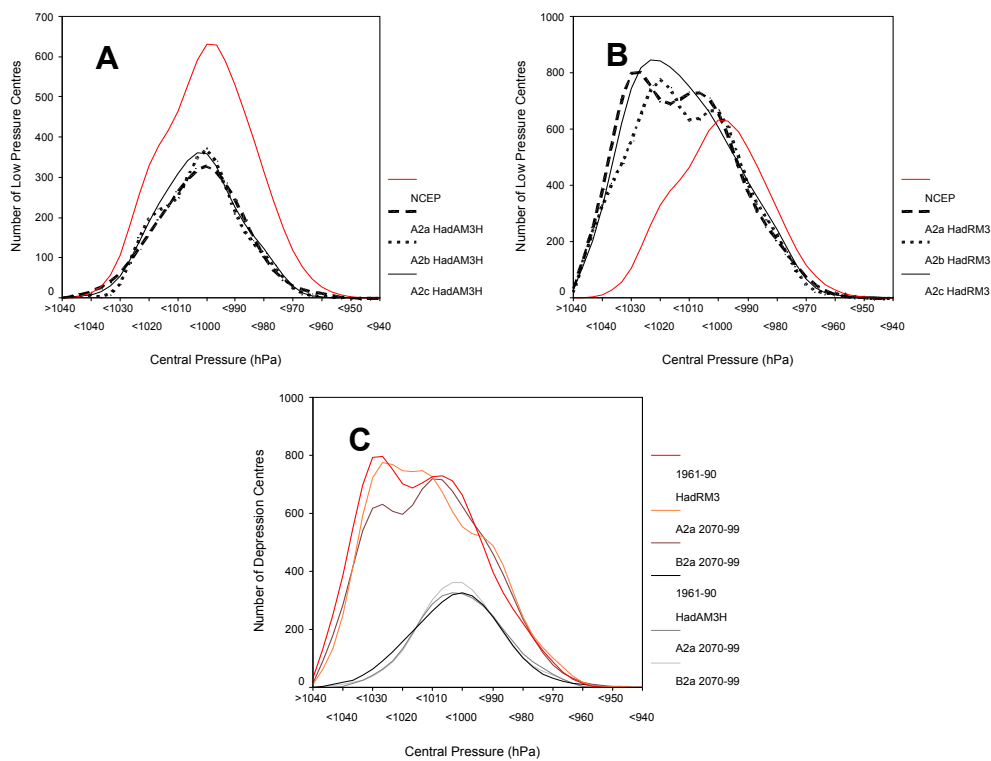 A
Number of Low Pressure Centres
700
600
500
400
300
200
100
0
>1040 <1030 <1020 <1000 <970 <960 <940
<1040 <1020 <1000 <980 <960 <940
Central Pressure (hPa)
NCEP
A2a HadAM3H
A2b HadAM3H
A2c HadAM3H
B
Number of Low Pressure Centres
1000
800
600
400
200
0
>1040 <1030 <1010 <990 <970 <950
<1040 <1020 <1000 <980 <960 <940
Central Pressure (hPa)
NCEP
A2a HadRM3
A2b HadRM3
A2c HadRM3
C
Number of Depression Centres
1000
800
600
400
200
0
>1040 <1030 <1010 <990 <970 <950
<1040 <1020 <1000 <980 <960 <940
Central Pressure (hPa)
1961-90
HadRM3
A2a 2070-99
B2a 2070-99
1961-90
HadAM3H
A2a 2070-99
B2a 2070-99